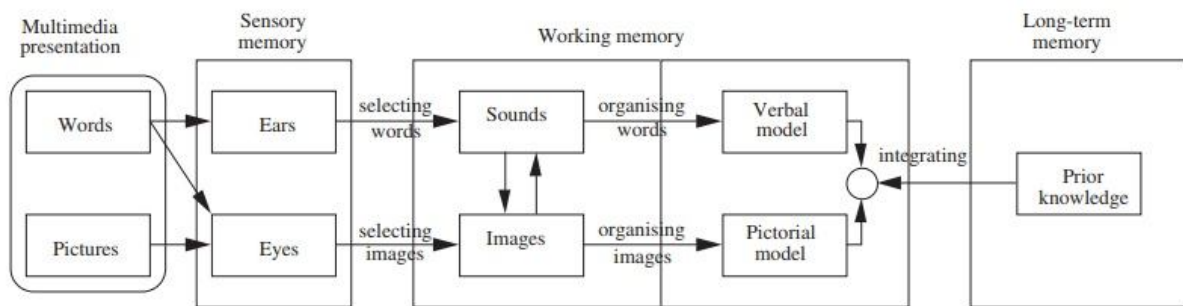 Multimedia
presentation
Sensory
memory
Working memory
Long-term
memory
Words
Ears
selecting
words
Sounds
organising
words
Verbal
model
integrating
Prior
knowledge
Pictures
Eyes
selecting
images
Images
organising
images
Pictorial
model